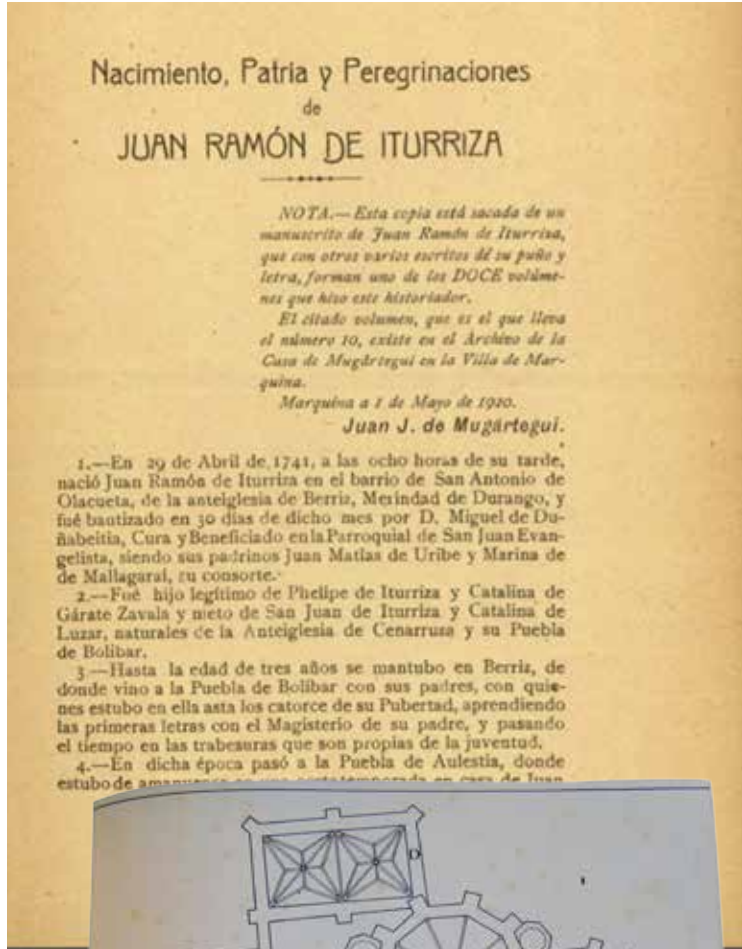 Nacimiento, Patria y Peregrinaciones
de
JUAN RAMÓN DE ITURRIZA
NOTA.—Esta copia está sacada de un
manuscrito de Juan Ramón de Iturriza,
que con otros varios escritos dé su puño y
letra, forman uno de los DOCE volúme-
nes que hizo este historiador.
El citado volumen, que es el que lleva
el número 10, existe en el Archivo de la
Casa de Mugártegui en la Villa de Mar-
quina.
Marquina a 1 de Mayo de 1920.
Juan J. de Mugártegui.
1.—En 29 de Abril de 1741, a las ocho horas de su tarde,
nació Juan Ramón de Iturriza en el barrio de San Antonio de
Olacueta, de la anteiglesia de Berriz, Merindad de Durango, y
fué bautizado en 30 dias de dicho mes por D. Miguel de Du-
ñabeitia, Cura y Beneficiado en la Parroquial de San Juan Evan-
gelista, siendo sus padrinos Juan Matias de Uribe y Marina de
de Mallagaral, su consorte.
2.—Fué hijo legítimo de Phelipe de Iturriza y Catalina de
Gárate Zavala y nieto de San Juan de Iturriza y Catalina de
Luzar, naturales de la Anteiglesia de Cenarruza y su Puebla
de Bolibar.
3—Hasta la edad de tres años se mantubo en Berriz, de
donde vino a la Puebla de Bolibar con sus padres, con quie-
nes estubo en ella asta los catorce de su Pubertad, aprendiendo
las primeras letras con el Magisterio de su padre, y pasando
el tiempo en las trabesuras que son propias de la juventud.
4.—En dicha época pasó a la Puebla de Aulestia, donde
estubo de en casa de Juan
D